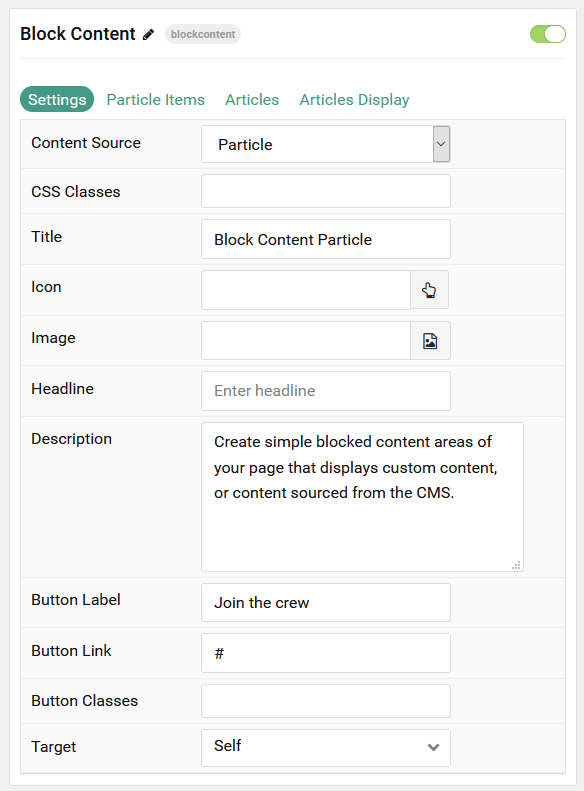 Block Content blockcontent
Settings Particle Items Articles Articles Display
Content Source Particle
CSS Classes
Title Block Content Particle
Icon
Image
Headline Enter headline
Description Create simple blocked content areas of
your page that displays custom content,
or content sourced from the CMS.
Button Label Join the crew
Button Link #
Button Classes
Target Self